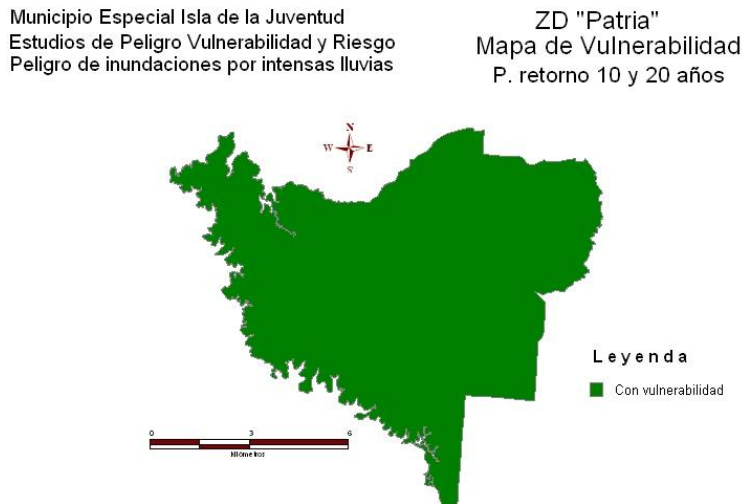 Municipio Especial Isla de la Juventud
Estudios de Peligro Vulnerabilidad y Riesgo
Peligro de inundaciones por intensas lluvias
ZD "Patria"
Mapa de Vulnerabilidad
P. retorno 10 y 20 años
N
W E
S
Leyenda
Con vulnerabilidad
0 3 6
kilómetros